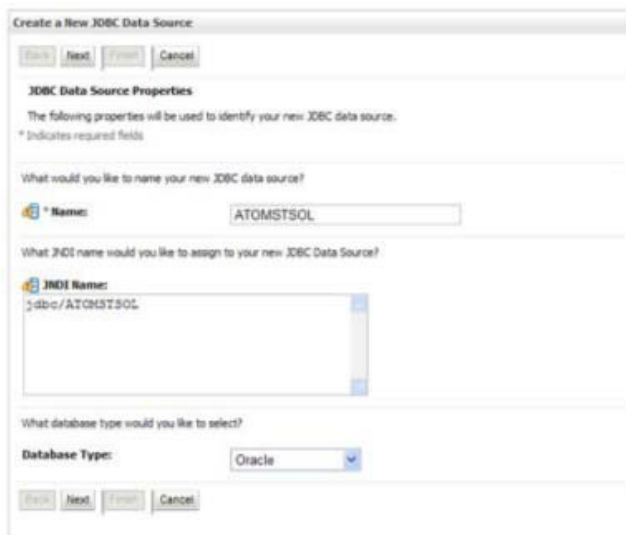 Create a New JDBC Data Source
Back Next Finish Cancel
JDBC Data Source Properties
The following properties will be used to identify your new JDBC data source.
* Indicates required fields
What would you like to name your new JDBC data source?
* Name: ATOMSTSOL
What JNDI name would you like to assign to your new JDBC Data Source?
JNDI Name:
jdbc/ATOMSTSOL
What database type would you like to select?
Database Type: Oracle
Back Next Finish Cancel